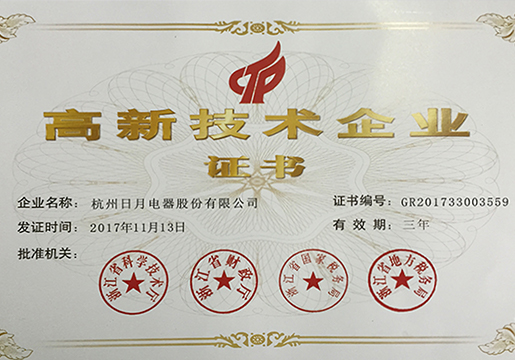 高新技术企业
证书
企业名称：杭州日月电器股份有限公司 证书编号：GR201733003559
发证时间：2017年11月13日 有效期：三年
批准机关：
浙江省科学技术厅 浙江省财政厅 浙江省国家税务局 浙江省地方税务局